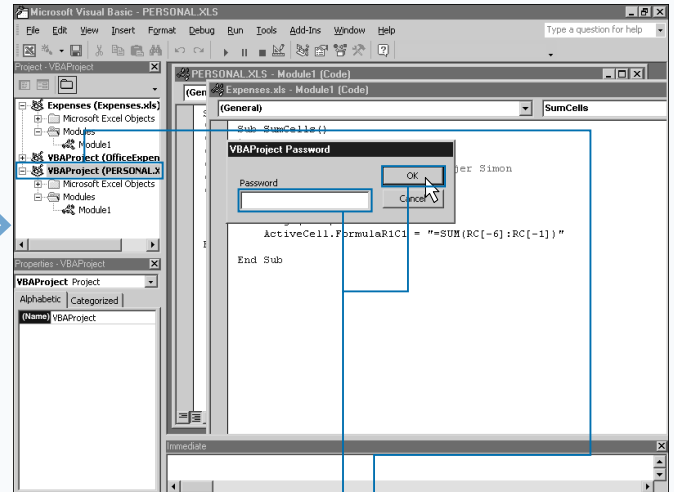 Microsoft Visual Basic - PERSONAL.XLS
File Edit View Insert Format Debug Run Tools Add-Ins Window Help
Type a question for help
Project - VBAProject
Expenses (Expenses.xls)
Microsoft Excel Objects
Modules
Module1
VBAProject (OfficeExpen
VBAProject (PERSONAL.X
Microsoft Excel Objects
Modules
Module1
Properties - VBAProject
VBAProject Project
Alphabetic Categorized
(Name) VBAProject
PERSONAL.XLS - Module1 (Code)
(Gen
Expenses.xls - Module1 (Code)
(General) SumCells
Sub SumCells()
VBAProject Password
Password
OK
Cancel
jer Simon
ActiveCell.FormulaR1C1 = "=SUM(RC[-6]:RC[-1])"
End Sub
Immediate